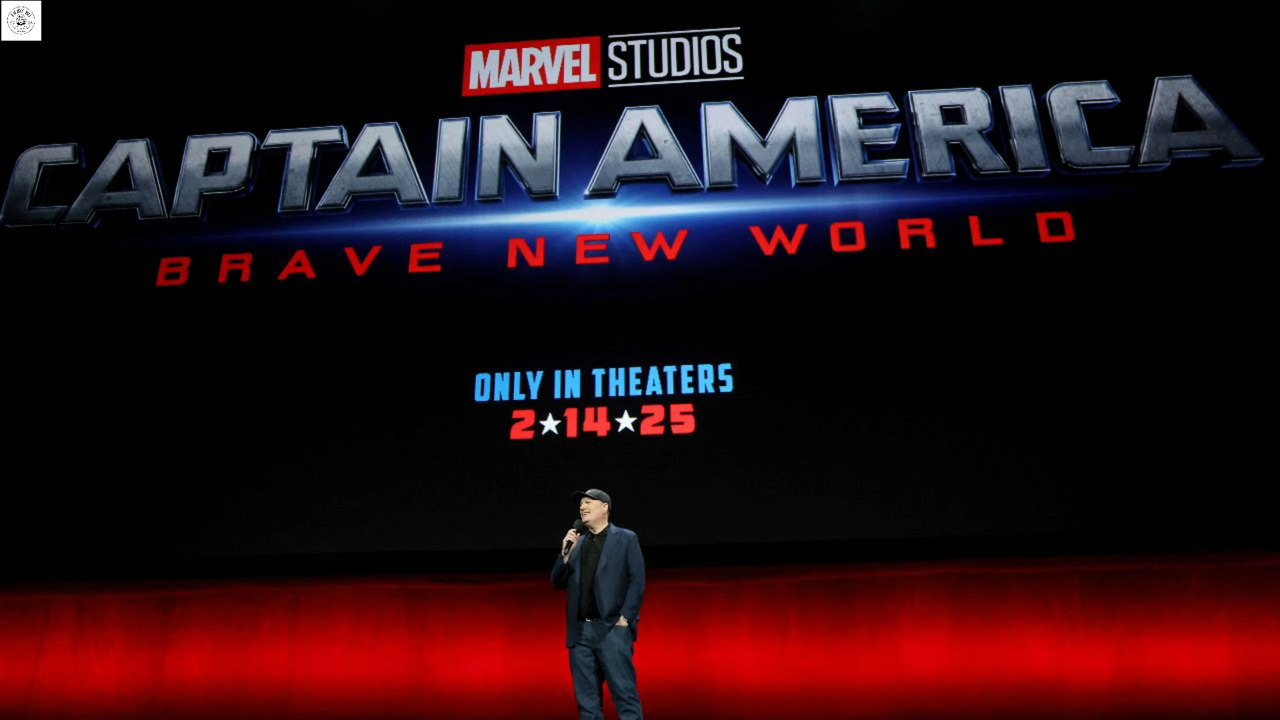 MARVEL STUDIOS
CAPTAIN AMERICA
BRAVE NEW WORLD
ONLY IN THEATERS
2★14★25